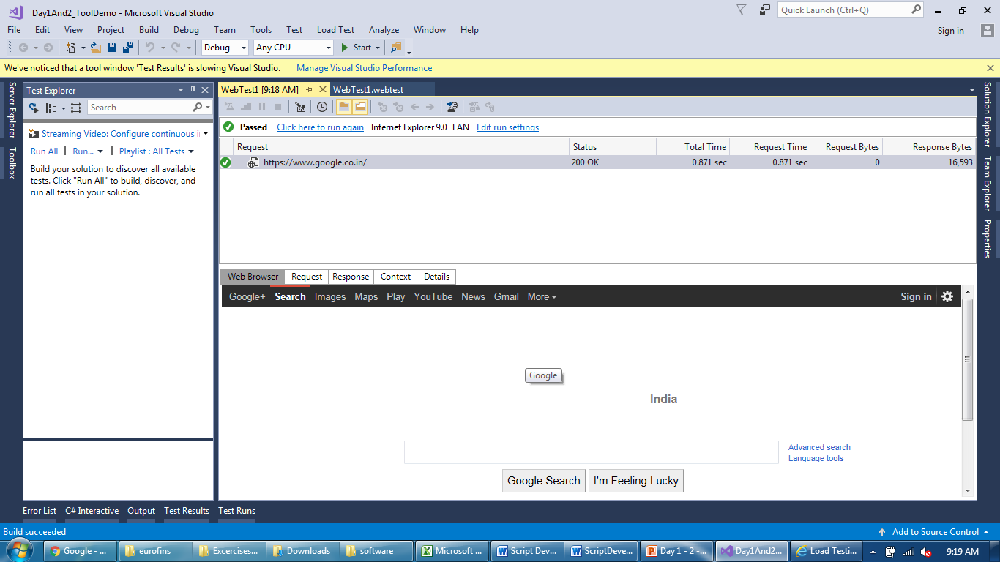 Day1And2_ToolDemo - Microsoft Visual Studio
Quick Launch (Ctrl+Q)
File Edit View Project Build Debug Team Tools Test Load Test Analyze Window Help
Sign in
Debug Any CPU Start
We've noticed that a tool window 'Test Results' is slowing Visual Studio. Manage Visual Studio Performance
Server Explorer
Toolbox
Test Explorer
Search
Streaming Video: Configure continuous i
Run All Run... Playlist : All Tests
Build your solution to discover all available
tests. Click "Run All" to build, discover, and
run all tests in your solution.
WebTest1 [9:18 AM] WebTest1.webtest
Passed Click here to run again Internet Explorer 9.0 LAN Edit run settings
Request Status Total Time Request Time Request Bytes Response Bytes
https://www.google.co.in/ 200 OK 0.871 sec 0.871 sec 0 16,593
Web Browser Request Response Context Details
Google+ Search Images Maps Play YouTube News Gmail More Sign in
Google
India
Advanced search
Language tools
Google Search I'm Feeling Lucky
Solution Explorer
Team Explorer
Properties
Error List C# Interactive Output Test Results Test Runs
Build succeeded
Add to Source Control
Google - ... eurofins Excercises... Downloads software Microsoft ... Script Dev... ScriptDeve... Day 1 - 2 -... Day1And2... Load Testi... 9:19 AM